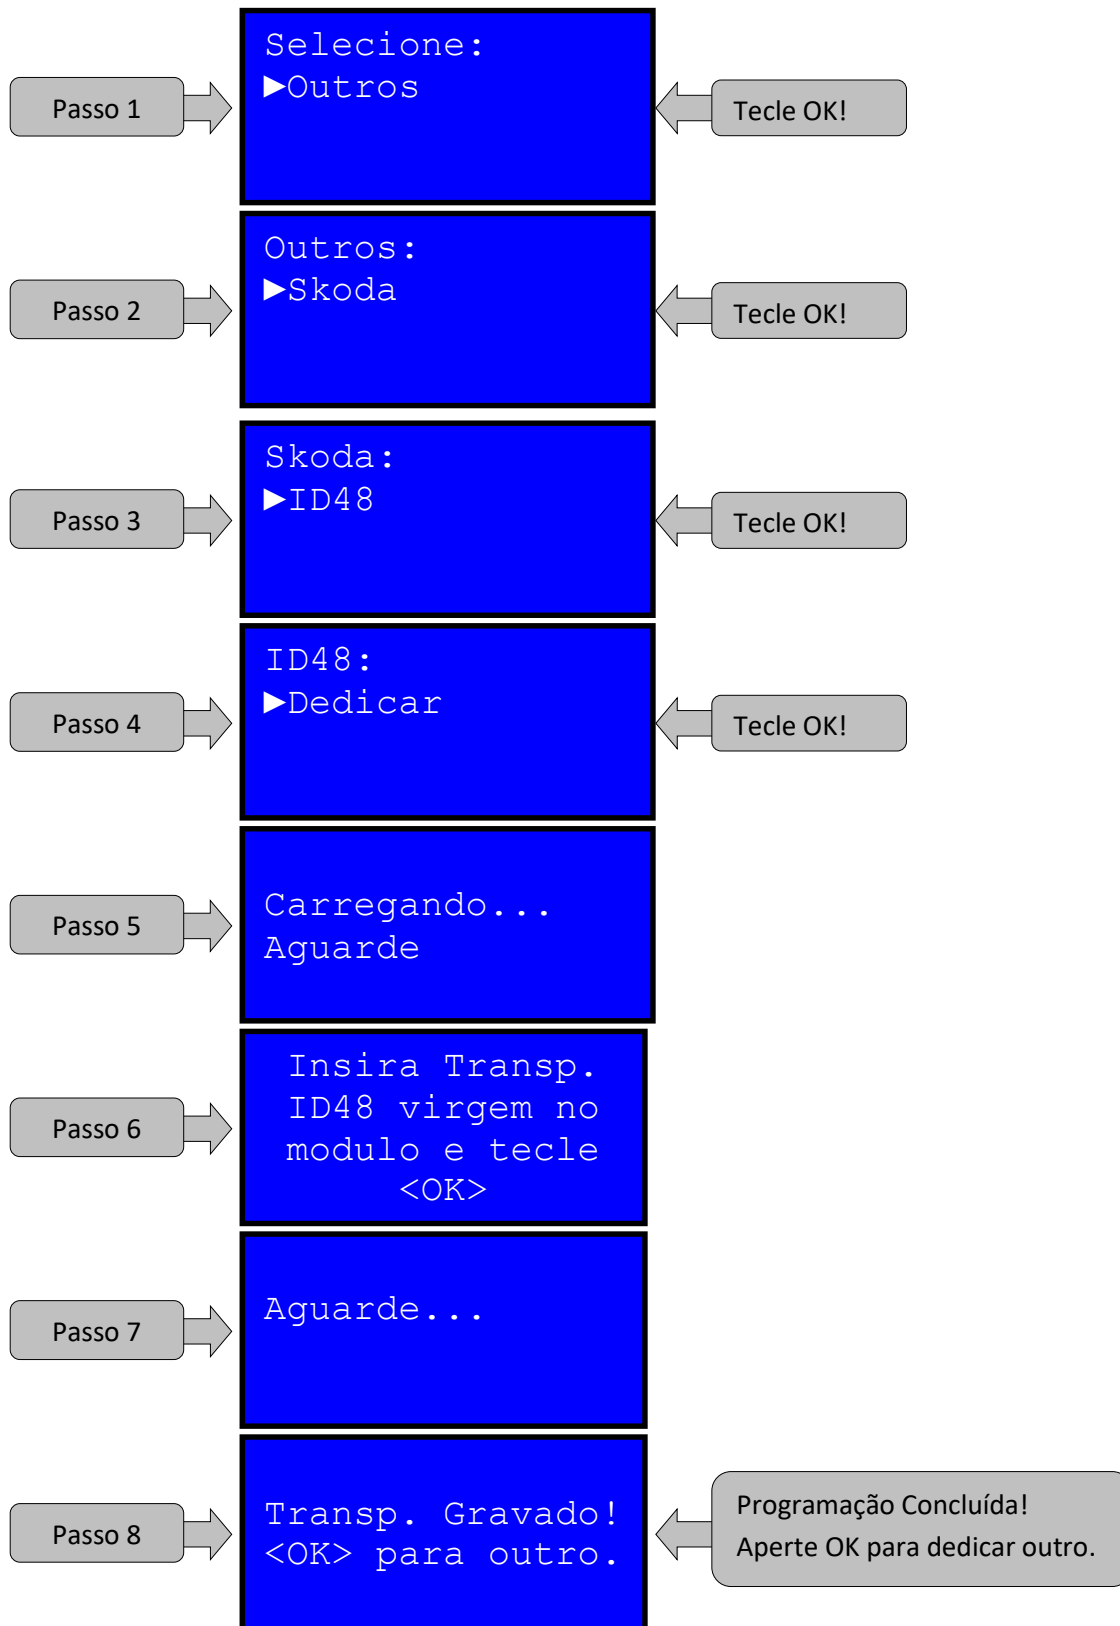 Passo 1
Selecione:
►Outros
Tecle OK!
Passo 2
Outros:
►Skoda
Tecle OK!
Passo 3
Skoda:
►ID48
Tecle OK!
Passo 4
ID48:
►Dedicar
Tecle OK!
Passo 5
Carregando...
Aguarde
Passo 6
Insira Transp.
ID48 virgem no
modulo e tecle
<OK>
Passo 7
Aguarde...
Passo 8
Transp. Gravado!
<OK> para outro.
Programação Concluída!
Aperte OK para dedicar outro.